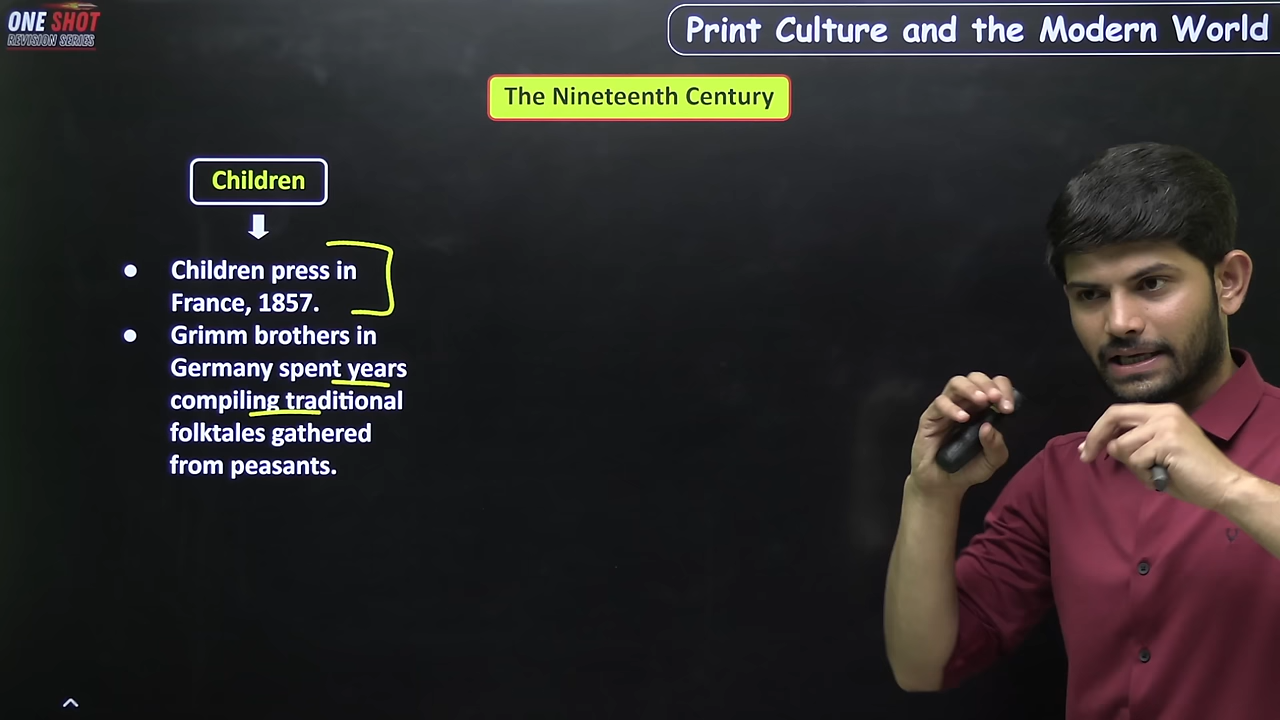 ONE SHOT
REVISION SERIES
Print Culture and the Modern World
The Nineteenth Century
Children
● Children press in
France, 1857.
● Grimm brothers in
Germany spent years
compiling traditional
folktales gathered
from peasants.